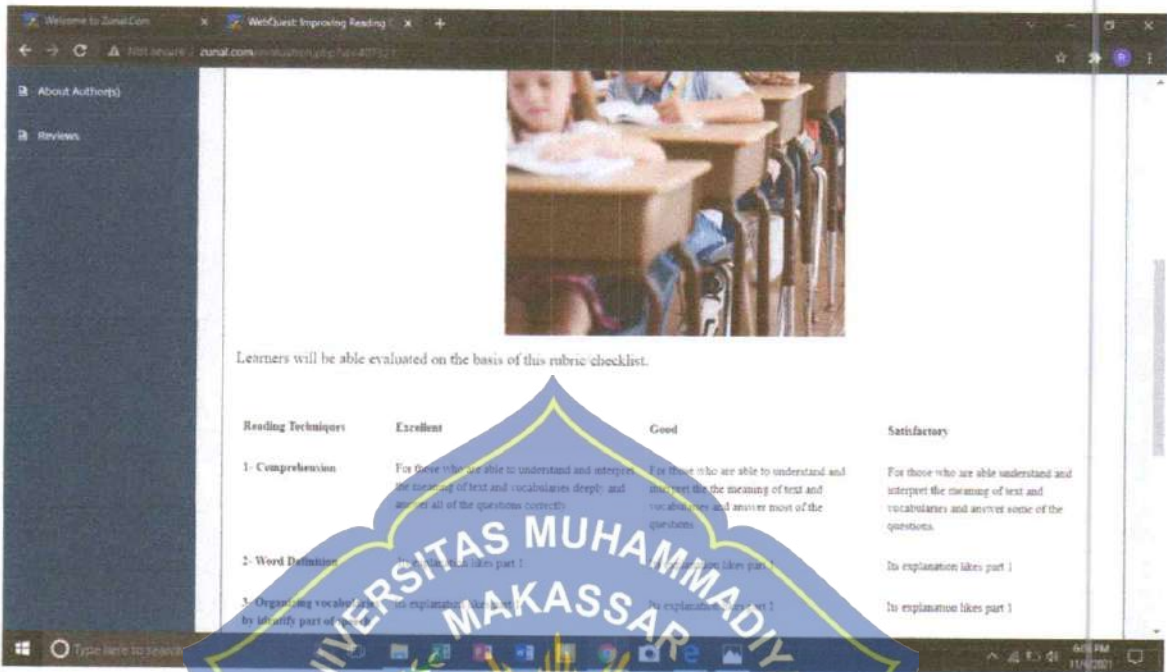 Welcome to Zunal.Com
WebQuest: Improving Reading
zunal.com
About Author(s)
Reviews
Learners will be able evaluated on the basis of this rubric checklist.
Reading Techniques Excellent Good Satisfactory
1- Comprehension
For those who are able to understand and interpret
the meaning of text and vocabularies deeply and
answer all of the questions correctly
For those who are able to understand and
interpret the the meaning of text and
vocabularies and answer most of the
questions
For those who are able understand and
interpret the meaning of text and
vocabularies and answer some of the
questions.
2- Word Definition
Its explanation likes part 1
Its explanation likes part 1
Its explanation likes part 1
3- Organizing vocabularies
by identify part of speech
Its explanation likes part 1
Its explanation likes part 1
UNIVERSITAS MUHAMMADIY
MAKASSAR
Type here to search
PM
11/6/2021